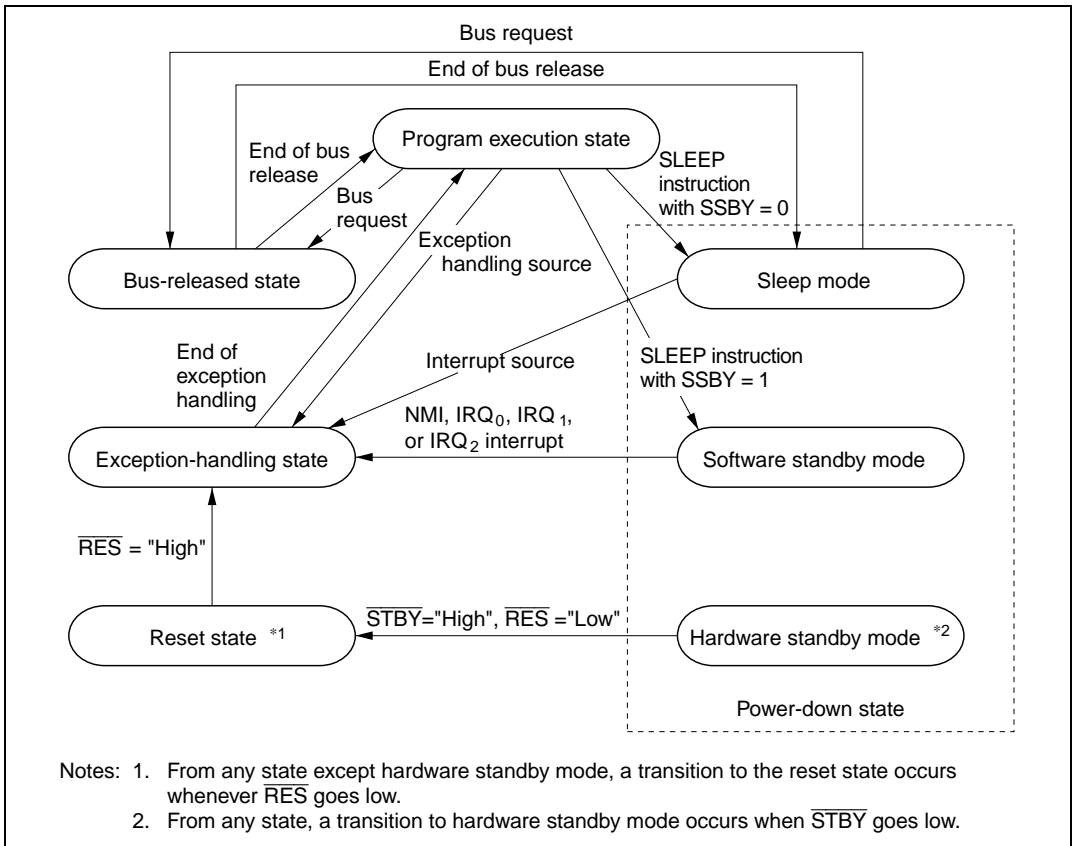 Bus request
End of bus release
Program execution state
End of bus
release
SLEEP
instruction
with SSBY = 0
Bus
request
Exception
handling source
Bus-released state
Sleep mode
End of
exception
handling
Interrupt source
SLEEP instruction
with SSBY = 1
NMI, IRQ0, IRQ1,
or IRQ2 interrupt
Exception-handling state
Software standby mode
R̅E̅S̅ = "High"
S̅T̅B̅Y̅="High", R̅E̅S̅ ="Low"
Reset state *1
Hardware standby mode *2
Power-down state
Notes: 1. From any state except hardware standby mode, a transition to the reset state occurs
whenever R̅E̅S̅ goes low.
2. From any state, a transition to hardware standby mode occurs when S̅T̅B̅Y̅ goes low.